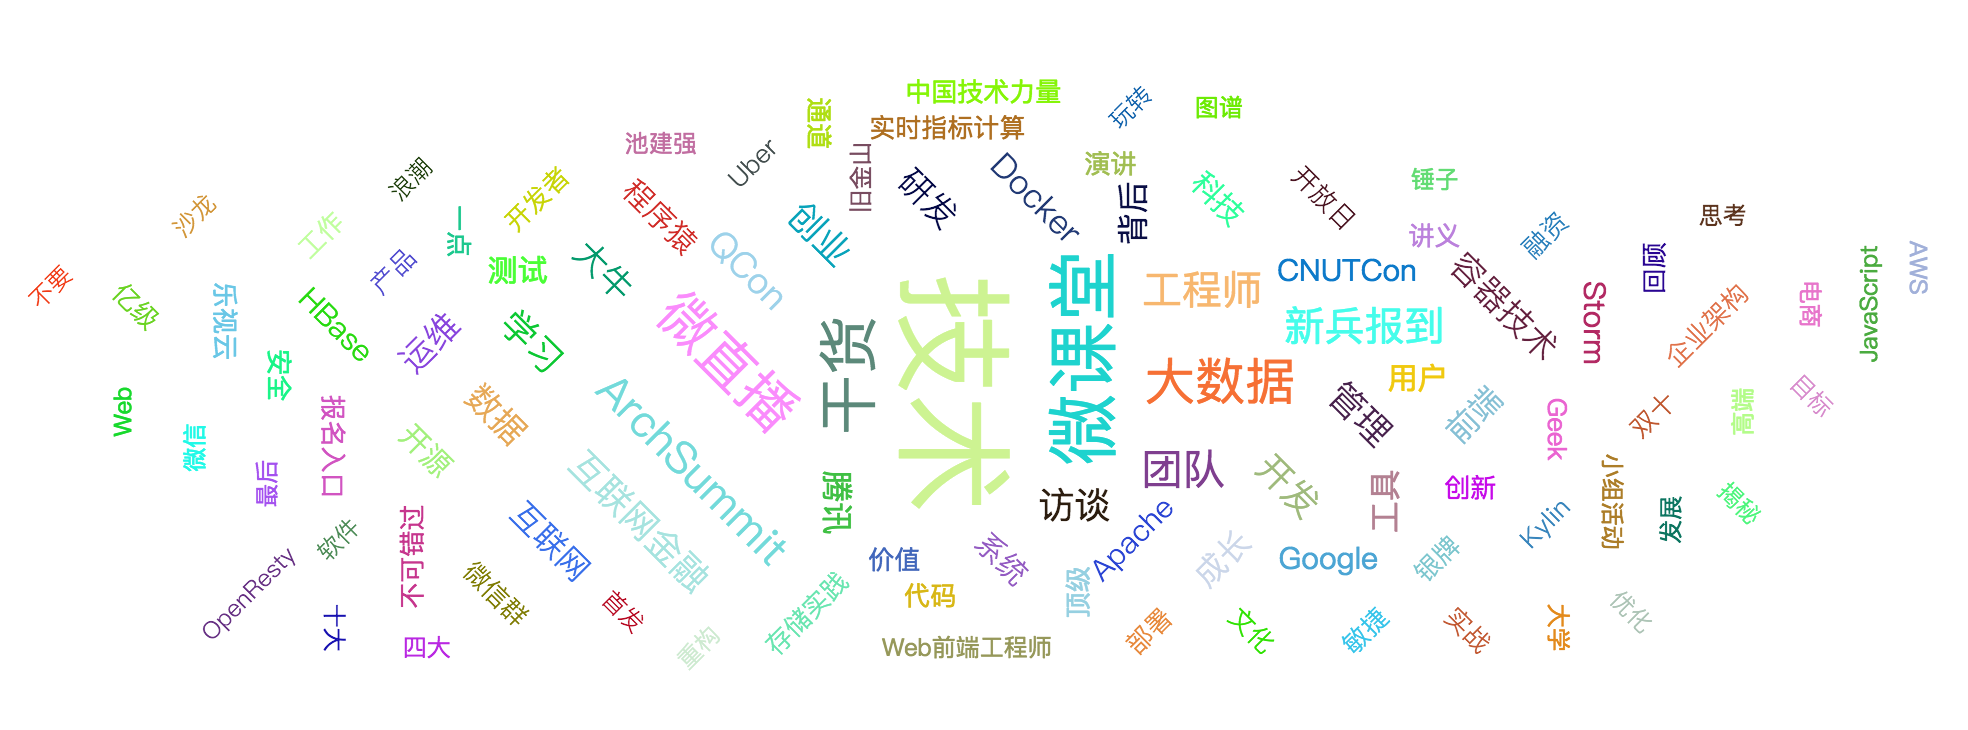 中国技术力量
玩转
图谱
通道
实时指标计算
池建强
Uber
旧金山
研发
Docker
演讲
背后
科技
开放日
锤子
浪潮
开发者
程序猿
创业
沙龙
工作
一点
产品
测试
大牛
QCon
讲义
融资
思考
回顾
不要
亿级
乐视云
HBase
运维
学习
微直播
干货
技术
微课堂
工程师
CNUTCon
新兵报到
容器技术
Storm
企业架构
电商
JavaScript
AWS
安全
大数据
用户
管理
前端
Geek
双十
高端
目标
Web
微信
报名入口
数据
开源
ArchSummit
最后
互联网金融
腾讯
访谈
团队
开发
工具
创新
小组活动
发展
揭秘
OpenResty
软件
不可错过
互联网
微信群
首发
价值
系统
Apache
成长
Google
银牌
Kylin
代码
顶级
存储实践
十大
四大
重构
Web前端工程师
部署
文化
敏捷
实战
大学
优化